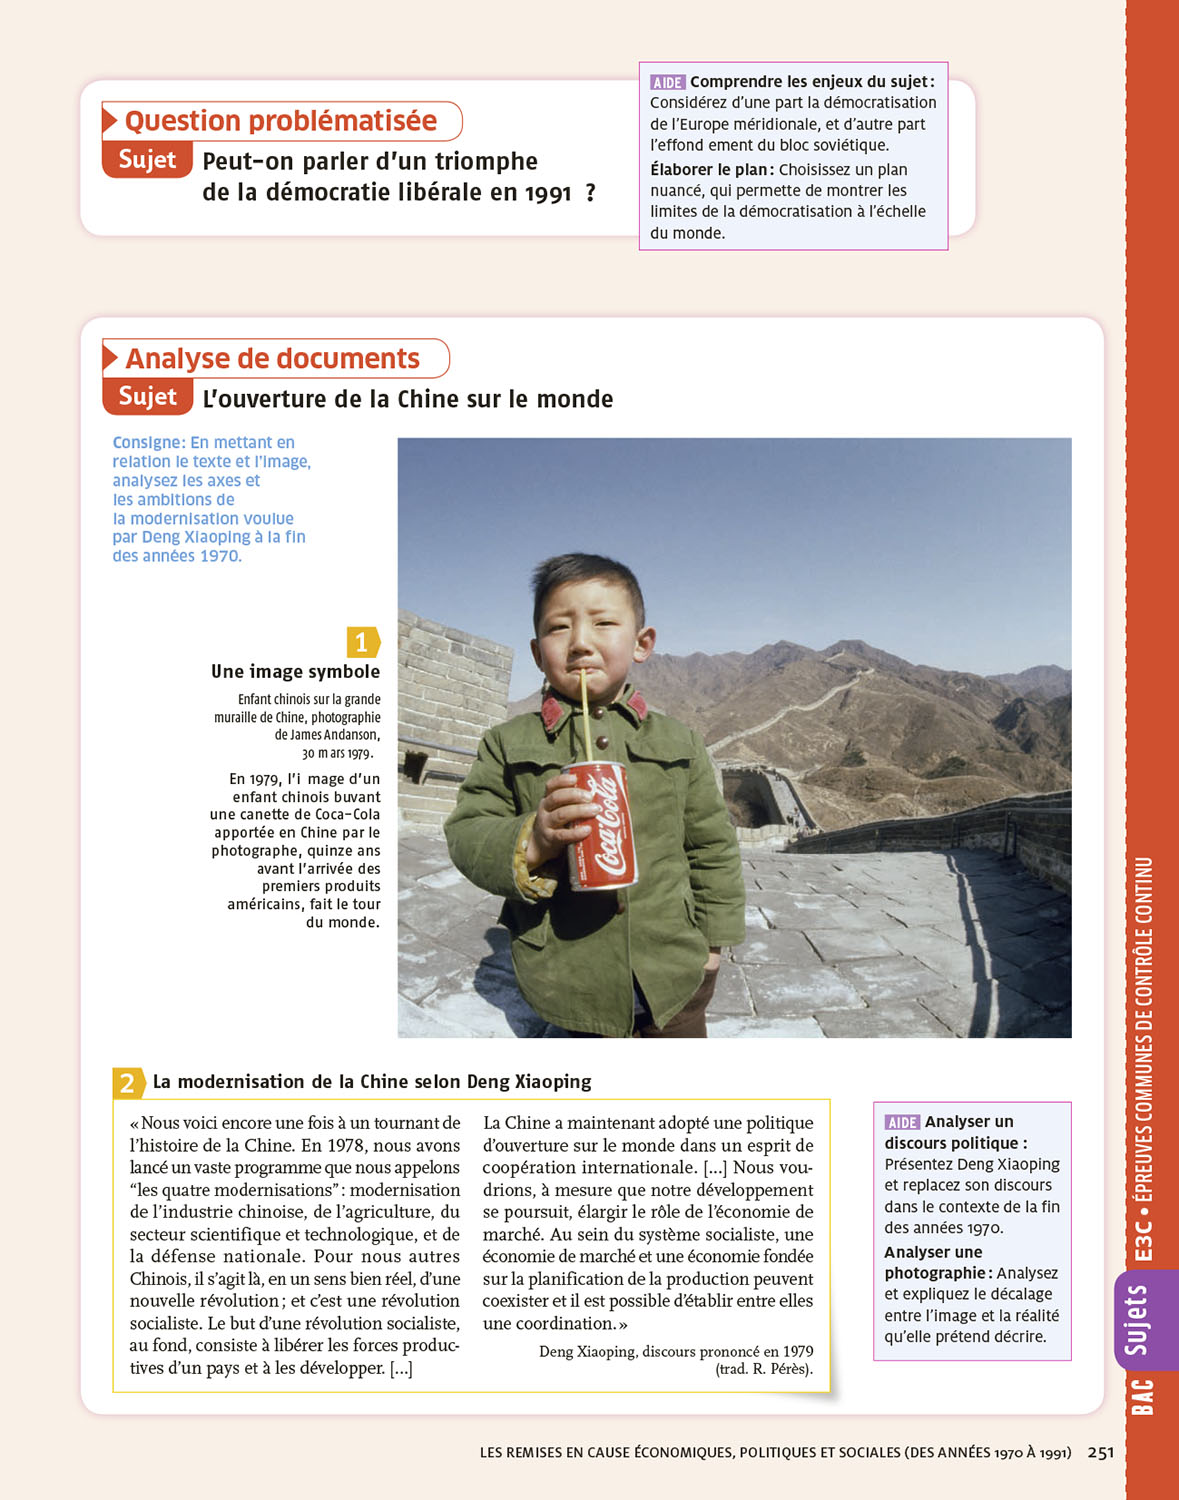 Question problématisée
Sujet
Peut-on parler d'un triomphe
de la démocratie libérale en 1991 ?
AIDE Comprendre les enjeux du sujet :
Considérez d'une part la démocratisation
de l'Europe méridionale, et d'autre part
l'effond ement du bloc soviétique.
Élaborer le plan : Choisissez un plan
nuancé, qui permette de montrer les
limites de la démocratisation à l'échelle
du monde.
Analyse de documents
Sujet
L'ouverture de la Chine sur le monde
Consigne : En mettant en
relation le texte et l'image,
analysez les axes et
les ambitions de
la modernisation voulue
par Deng Xiaoping à la fin
des années 1970.
1
Une image symbole
Enfant chinois sur la grande
muraille de Chine, photographie
de James Andanson,
30 m ars 1979.
En 1979, l'i mage d'un
enfant chinois buvant
une canette de Coca-Cola
apportée en Chine par le
photographe, quinze ans
avant l'arrivée des
premiers produits
américains, fait le tour
du monde.
Coca-Cola
2 La modernisation de la Chine selon Deng Xiaoping
« Nous voici encore une fois à un tournant de
l'histoire de la Chine. En 1978, nous avons
lancé un vaste programme que nous appelons
“les quatre modernisations” : modernisation
de l'industrie chinoise, de l'agriculture, du
secteur scientifique et technologique, et de
la défense nationale. Pour nous autres
Chinois, il s'agit là, en un sens bien réel, d'une
nouvelle révolution ; et c'est une révolution
socialiste. Le but d'une révolution socialiste,
au fond, consiste à libérer les forces produc-
tives d'un pays et à les développer. [...]
La Chine a maintenant adopté une politique
d'ouverture sur le monde dans un esprit de
coopération internationale. [...] Nous vou-
drions, à mesure que notre développement
se poursuit, élargir le rôle de l'économie de
marché. Au sein du système socialiste, une
économie de marché et une économie fondée
sur la planification de la production peuvent
coexister et il est possible d'établir entre elles
une coordination. »
Deng Xiaoping, discours prononcé en 1979
(trad. R. Pérès).
AIDE Analyser un
discours politique :
Présentez Deng Xiaoping
et replacez son discours
dans le contexte de la fin
des années 1970.
Analyser une
photographie : Analysez
et expliquez le décalage
entre l'image et la réalité
qu'elle prétend décrire.
BAC Sujets E3C • ÉPREUVES COMMUNES DE CONTRÔLE CONTINU
LES REMISES EN CAUSE ÉCONOMIQUES, POLITIQUES ET SOCIALES (DES ANNÉES 1970 À 1991) 251